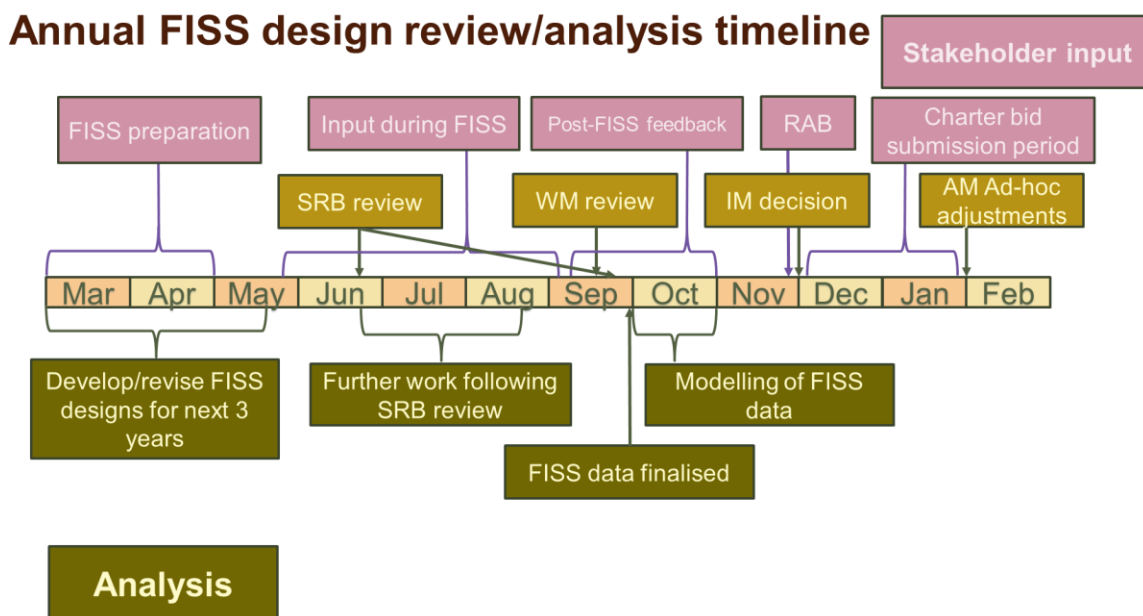 Annual FISS design review/analysis timeline
Stakeholder input
FISS preparation
Input during FISS
Post-FISS feedback
RAB
Charter bid
submission period
SRB review
WM review
IM decision
AM Ad-hoc
adjustments
Mar Apr May Jun Jul Aug Sep Oct Nov Dec Jan Feb
Develop/revise FISS
designs for next 3
years
Further work following
SRB review
Modelling of FISS
data
FISS data finalised
Analysis